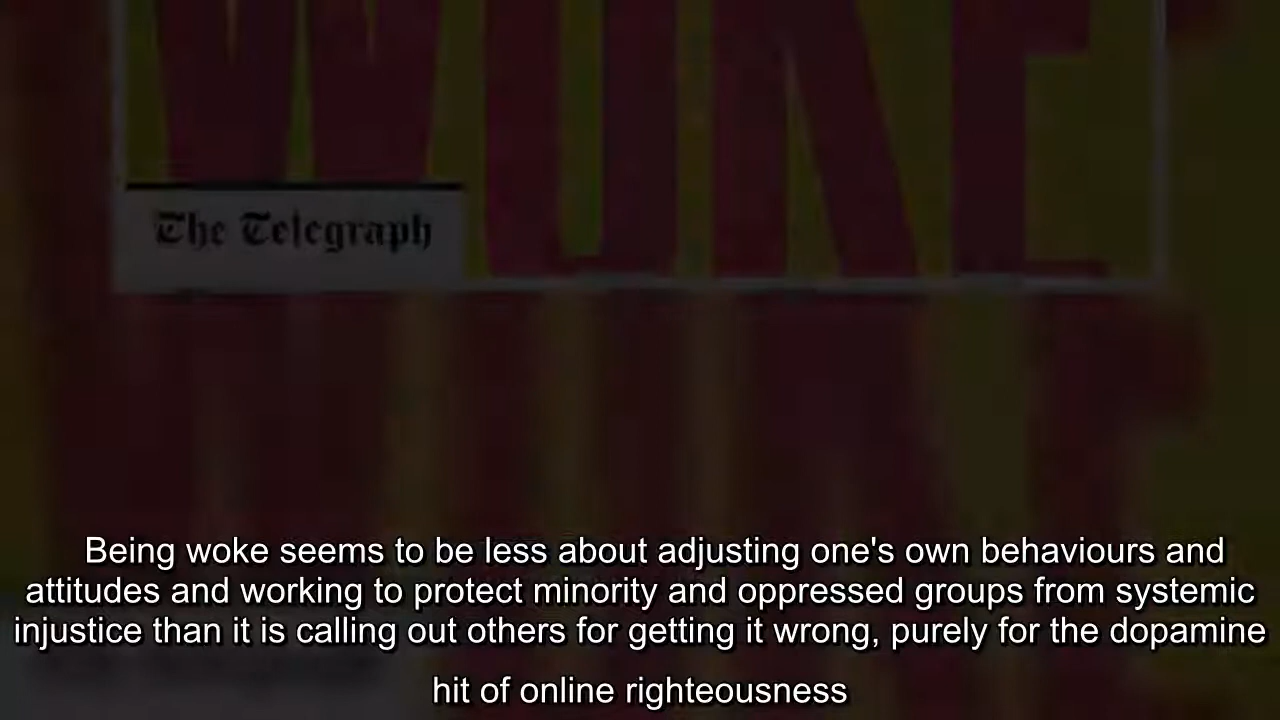 WOKE
The Telegraph
Being woke seems to be less about adjusting one's own behaviours and
attitudes and working to protect minority and oppressed groups from systemic
injustice than it is calling out others for getting it wrong, purely for the dopamine
hit of online righteousness